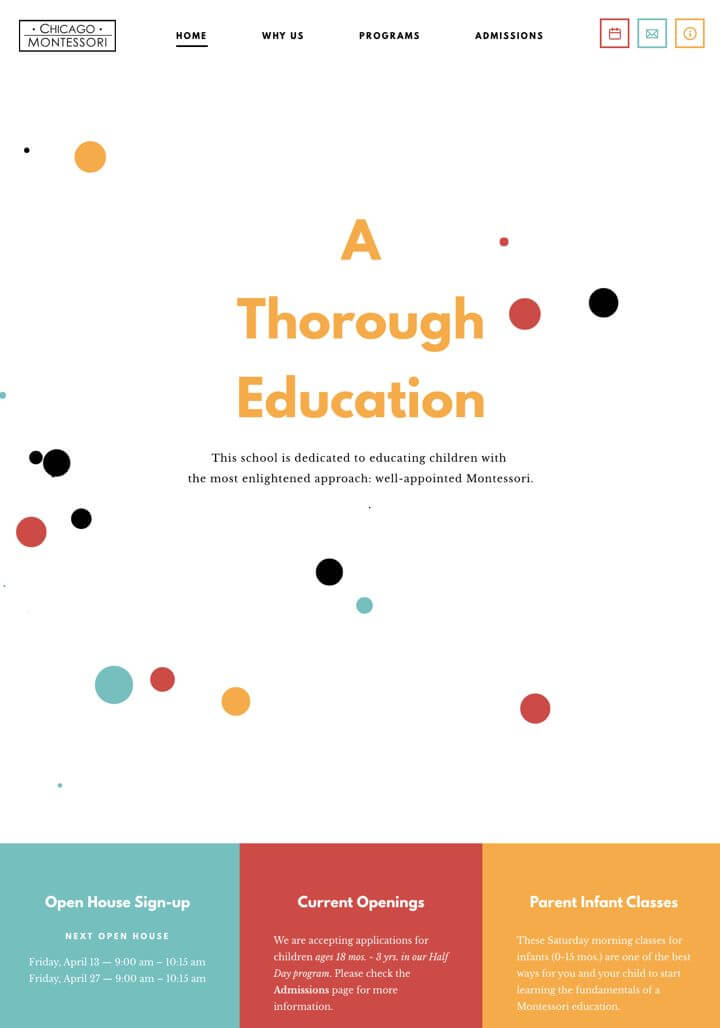 • CHICAGO •
MONTESSORI
HOME WHY US PROGRAMS ADMISSIONS
A
Thorough
Education
This school is dedicated to educating children with
the most enlightened approach: well-appointed Montessori.
Open House Sign-up
NEXT OPEN HOUSE
Friday, April 13 — 9:00 am – 10:15 am
Friday, April 27 — 9:00 am – 10:15 am
Current Openings
We are accepting applications for
children ages 18 mos. - 3 yrs. in our Half
Day program. Please check the
Admissions page for more
information.
Parent Infant Classes
These Saturday morning classes for
infants (0-15 mos.) are one of the best
ways for you and your child to start
learning the fundamentals of a
Montessori education.